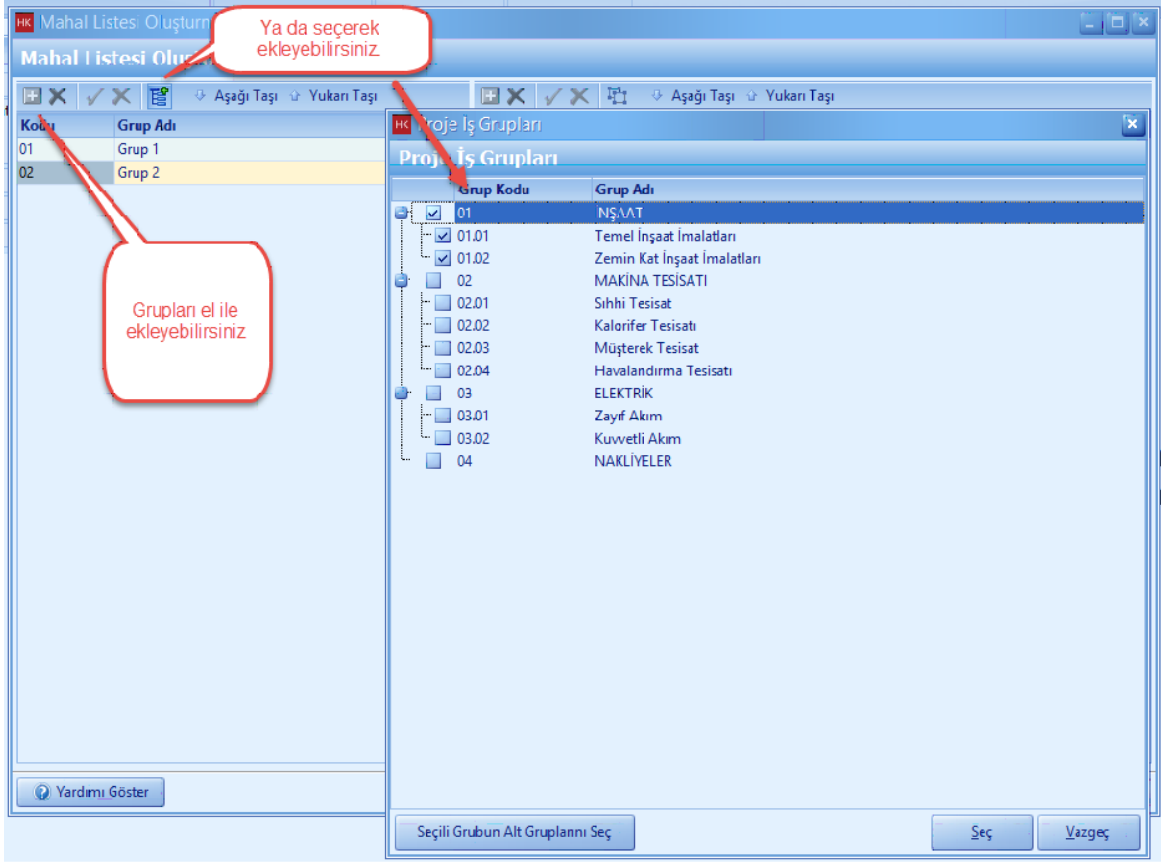 HK Mahal Listesi Oluşturm
Ya da seçerek
ekleyebilirsiniz
Mahal Listesi Oluş
Aşağı Taşı Yukarı Taşı
Aşağı Taşı Yukarı Taşı
Kodu Grup Adı
01 Grup 1
02 Grup 2
Grupları el ile
ekleyebilirsiniz
HK Proje İş Grupları
Proje İş Grupları
Grup Kodu Grup Adı
01 İNŞAAT
01.01 Temel İnşaat İmalatları
01.02 Zemin Kat İnşaat İmalatları
02 MAKİNA TESİSATI
02.01 Sıhhi Tesisat
02.02 Kalorifer Tesisatı
02.03 Müşterek Tesisat
02.04 Havalandırma Tesisatı
03 ELEKTRİK
03.01 Zayıf Akım
03.02 Kuvvetli Akım
04 NAKLİYELER
Yardımı Göster
Seçili Grubun Alt Gruplarını Seç
Seç
Vazgeç